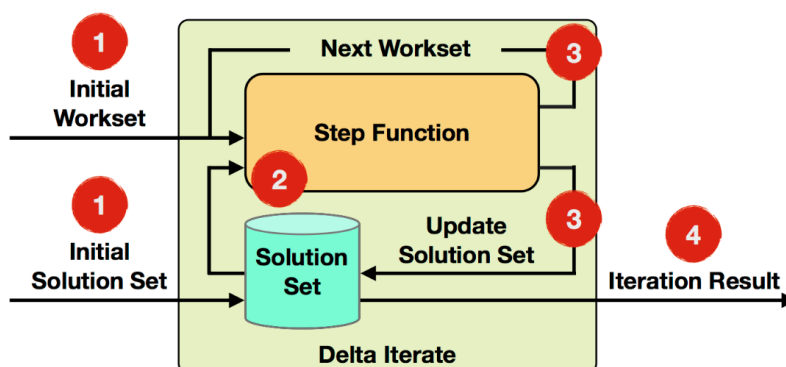 1
Initial
Workset
Next Workset
3
Step Function
2
1
Initial
Solution Set
Solution
Set
Update
Solution Set
3
4
Iteration Result
Delta Iterate